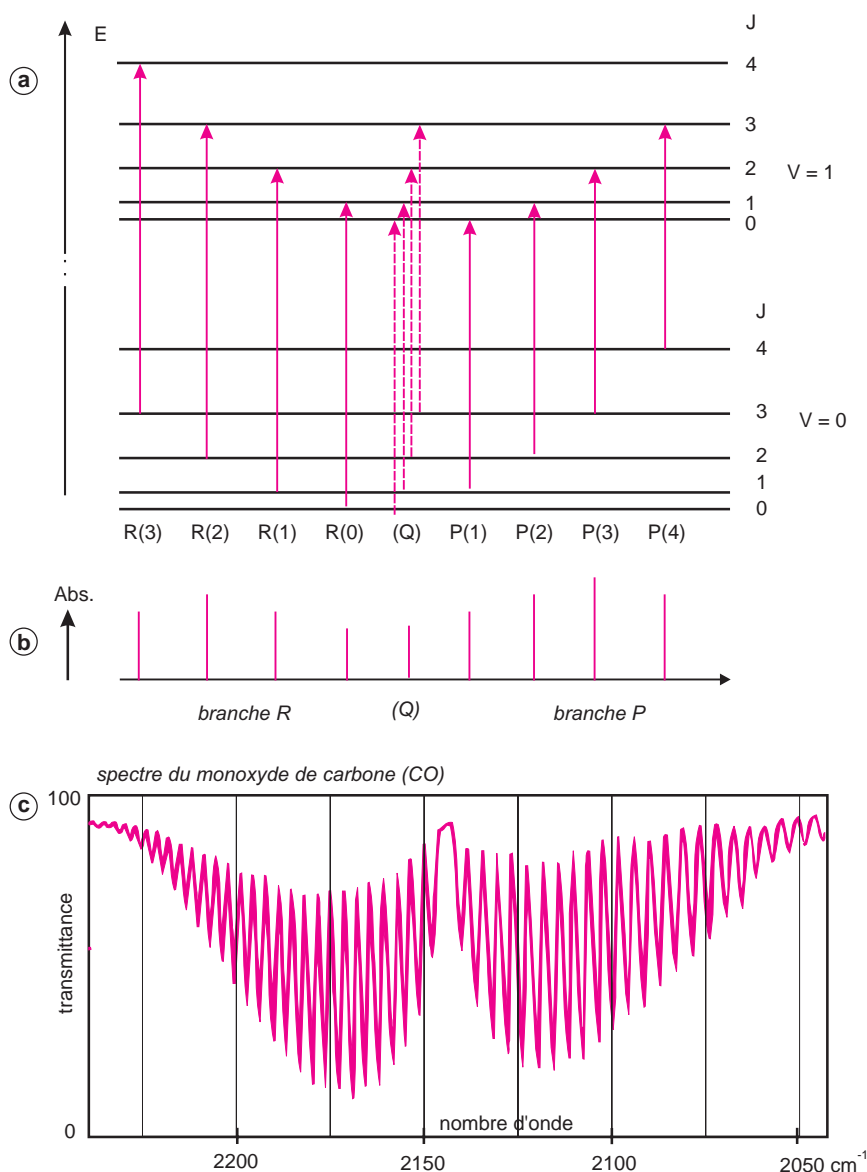 E
J
a
4
3
2
V = 1
1
0
J
4
3
V = 0
2
1
0
R(3) R(2) R(1) R(0) (Q) P(1) P(2) P(3) P(4)
Abs.
b
branche R (Q) branche P
spectre du monoxyde de carbone (CO)
c
100
transmittance
0
nombre d'onde
2200 2150 2100 2050 cm-1